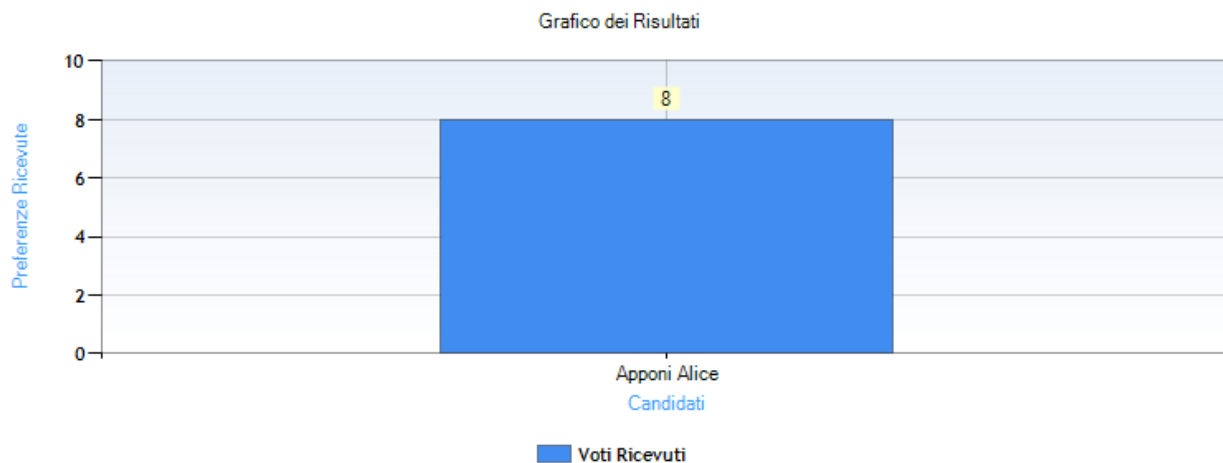 Grafico dei Risultati
10
8
8
6
4
2
0
Preferenze Ricevute
Apponi Alice
Candidati
Voti Ricevuti